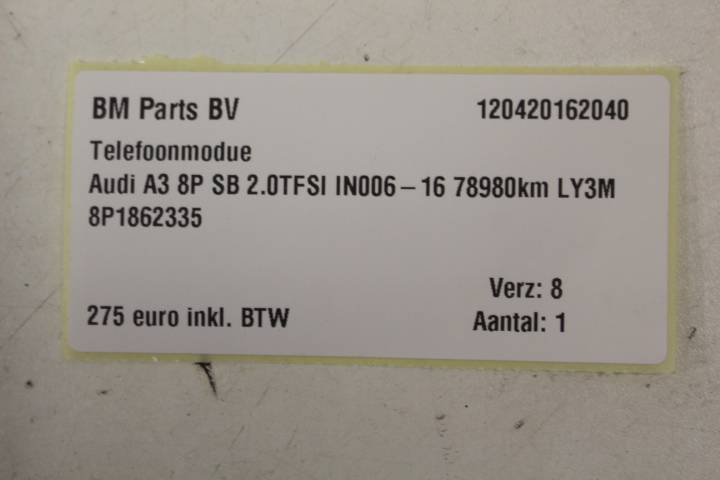 BM Parts BV 120420162040
Telefoonmodue
Audi A3 8P SB 2.0TFSI IN006 – 16 78980km LY3M
8P1862335
Verz: 8
275 euro inkl. BTW Aantal: 1